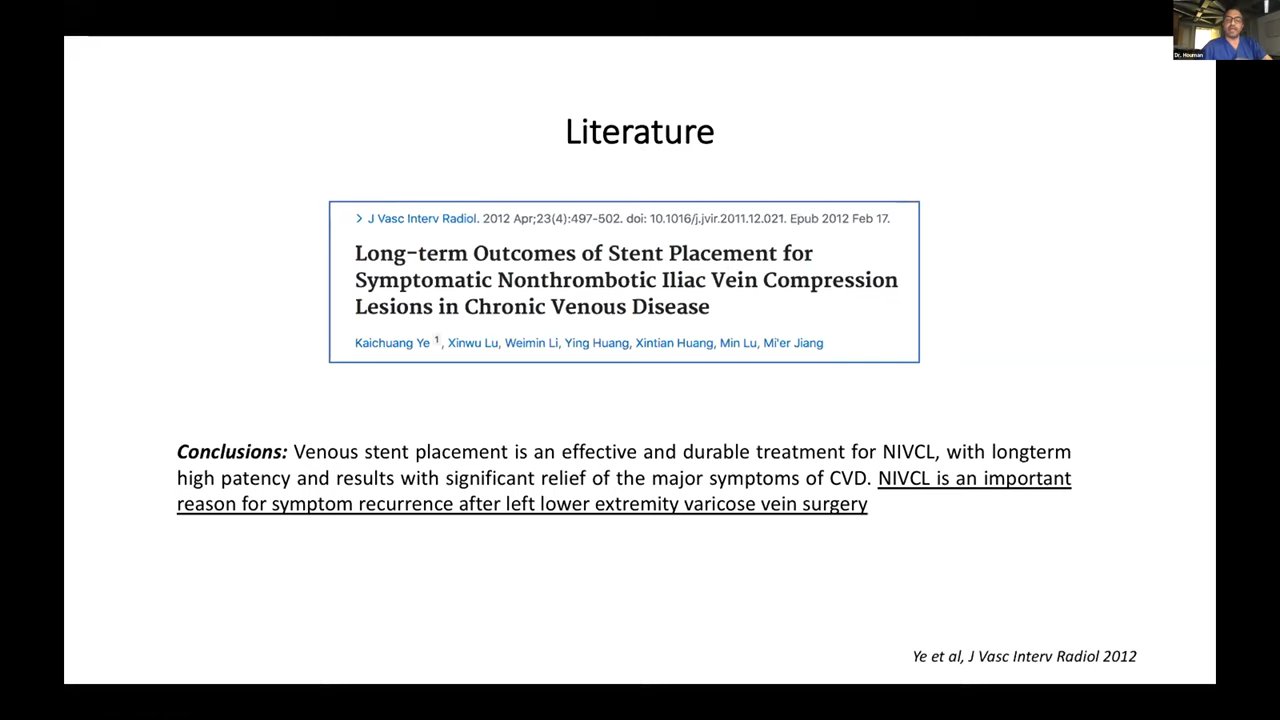 Dr. Houman
Literature
> J Vasc Interv Radiol. 2012 Apr;23(4):497-502. doi: 10.1016/j.jvir.2011.12.021. Epub 2012 Feb 17.
Long-term Outcomes of Stent Placement for
Symptomatic Nonthrombotic Iliac Vein Compression
Lesions in Chronic Venous Disease
Kaichuang Ye 1, Xinwu Lu, Weimin Li, Ying Huang, Xintian Huang, Min Lu, Mi'er Jiang
Conclusions: Venous stent placement is an effective and durable treatment for NIVCL, with longterm
high patency and results with significant relief of the major symptoms of CVD. NIVCL is an important
reason for symptom recurrence after left lower extremity varicose vein surgery
Ye et al, J Vasc Interv Radiol 2012